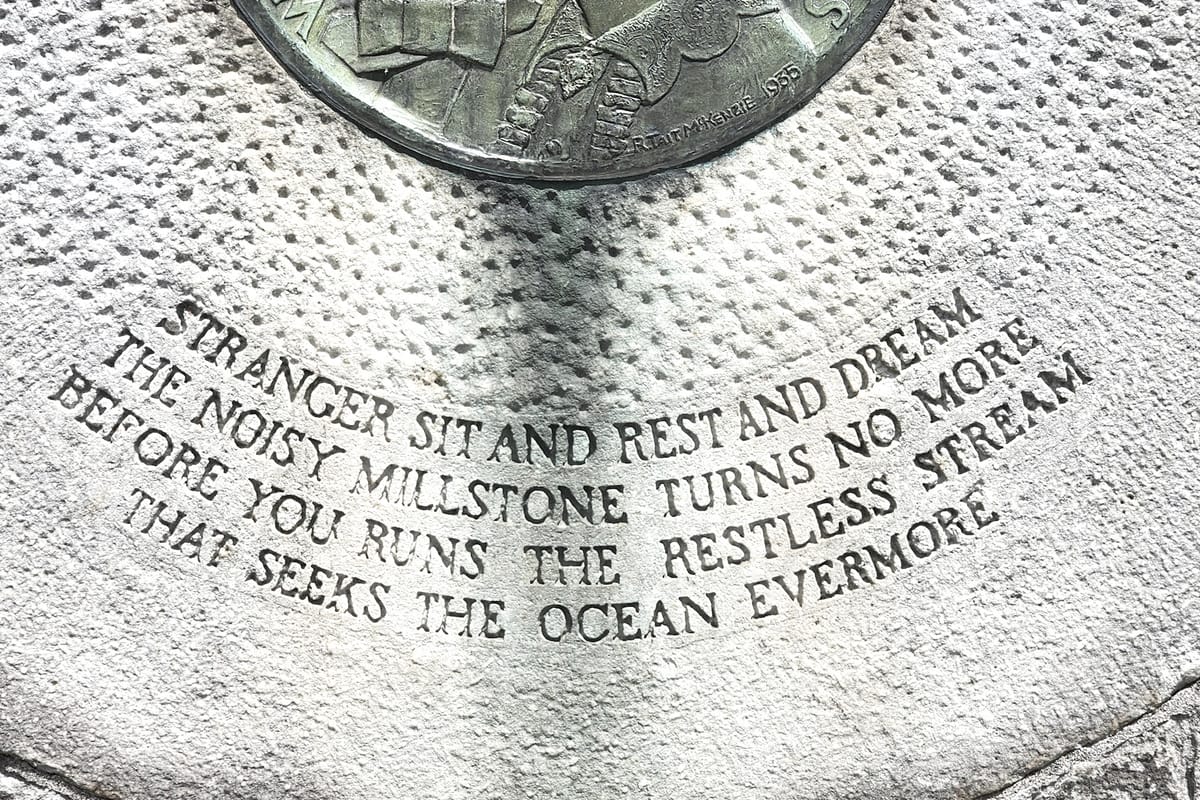 M
S
R. TAIT MCKENZIE 1935
STRANGER SIT AND REST AND DREAM
THE NOISY MILLSTONE TURNS NO MORE
BEFORE YOU RUNS THE RESTLESS STREAM
THAT SEEKS THE OCEAN EVERMORE